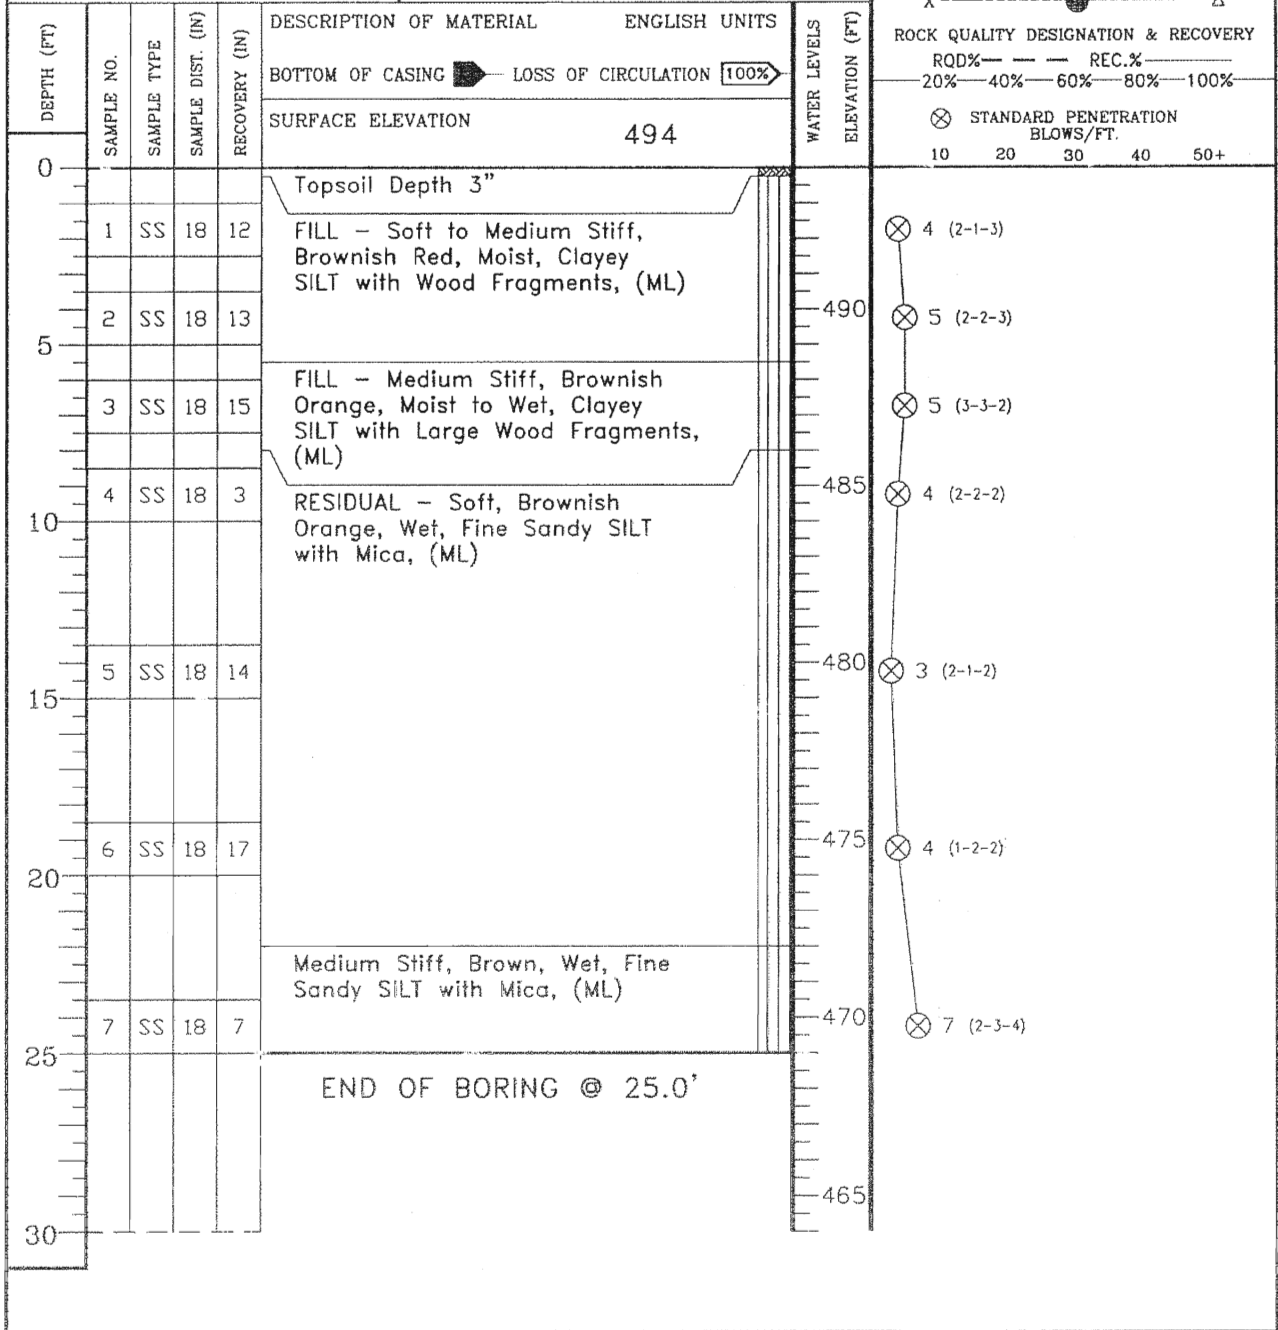 DEPTH (FT)
SAMPLE NO.
SAMPLE TYPE
SAMPLE DIST. (IN)
RECOVERY (IN)
DESCRIPTION OF MATERIAL ENGLISH UNITS
BOTTOM OF CASING LOSS OF CIRCULATION 100%
SURFACE ELEVATION 494
WATER LEVELS
ELEVATION (FT)
X Δ
ROCK QUALITY DESIGNATION & RECOVERY
RQD% — — — REC.% ———
20% 40% 60% 80% 100%
⊗ STANDARD PENETRATION
BLOWS/FT.
10 20 30 40 50+
0
Topsoil Depth 3"
1 SS 18 12 FILL - Soft to Medium Stiff, 4 (2-1-3)
Brownish Red, Moist, Clayey
SILT with Wood Fragments, (ML)
490
2 SS 18 13 5 (2-2-3)
5
FILL - Medium Stiff, Brownish
3 SS 18 15 Orange, Moist to Wet, Clayey 5 (3-3-2)
SILT with Large Wood Fragments,
(ML)
485
4 SS 18 3 RESIDUAL - Soft, Brownish 4 (2-2-2)
10 Orange, Wet, Fine Sandy SILT
with Mica, (ML)
480
5 SS 18 14 3 (2-1-2)
15
475
6 SS 18 17 4 (1-2-2)
20
Medium Stiff, Brown, Wet, Fine
Sandy SILT with Mica, (ML)
470
7 SS 18 7 7 (2-3-4)
25
END OF BORING @ 25.0'
465
30